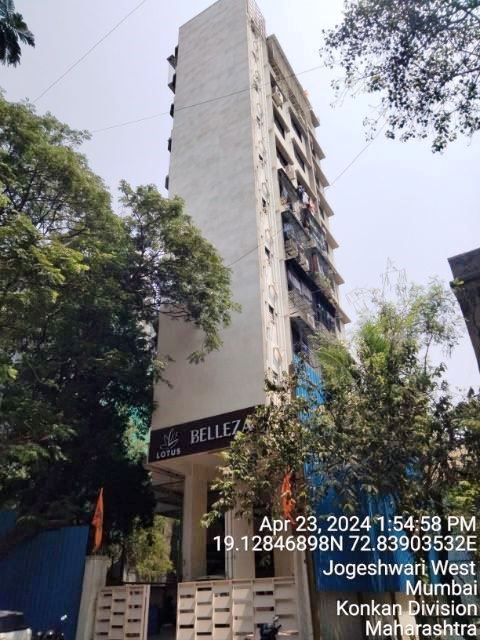 LOTUS
BELLEZA
Apr 23, 2024 1:54:58 PM
19.12846898N 72.83903532E
Jogeshwari West
Mumbai
Konkan Division
Maharashtra